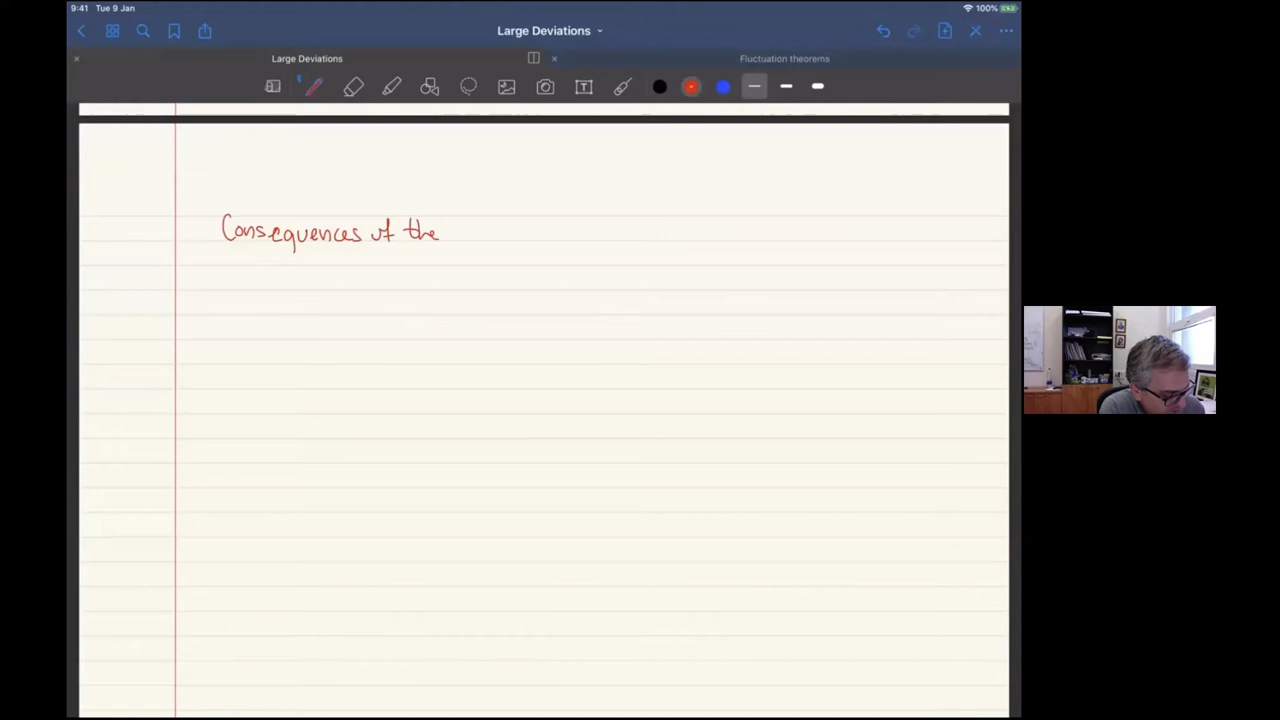 9:41 Tue 9 Jan
100%
Large Deviations
Large Deviations
Fluctuation theorems
T
Consequences of the